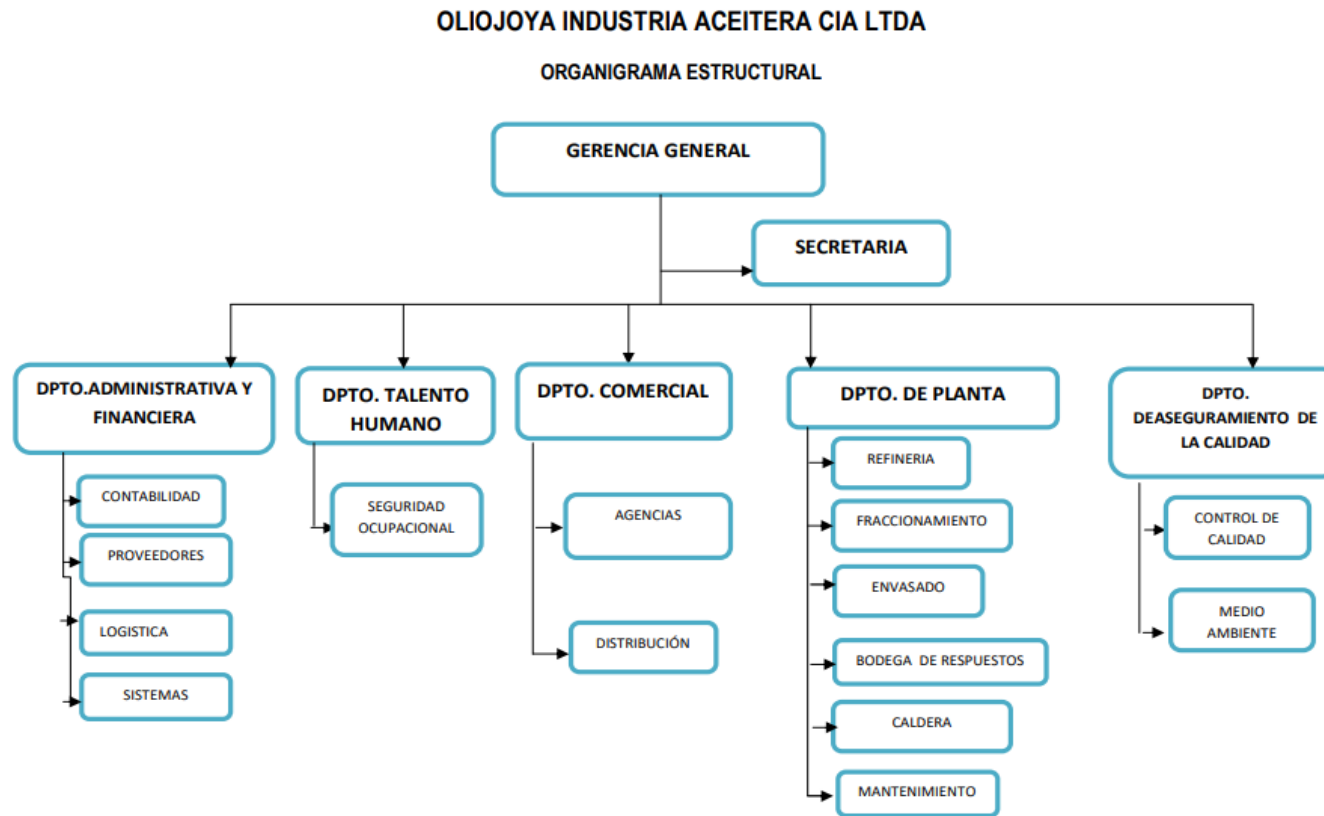 OLIOJOYA INDUSTRIA ACEITERA CIA LTDA
ORGANIGRAMA ESTRUCTURAL
GERENCIA GENERAL
SECRETARIA
DPTO.ADMINISTRATIVA Y
FINANCIERA
CONTABILIDAD
PROVEEDORES
LOGISTICA
SISTEMAS
DPTO. TALENTO
HUMANO
SEGURIDAD
OCUPACIONAL
DPTO. COMERCIAL
AGENCIAS
DISTRIBUCIÓN
DPTO. DE PLANTA
REFINERIA
FRACCIONAMIENTO
ENVASADO
BODEGA DE RESPUESTOS
CALDERA
MANTENIMIENTO
DPTO.
DEASEGURAMIENTO DE
LA CALIDAD
CONTROL DE
CALIDAD
MEDIO
AMBIENTE